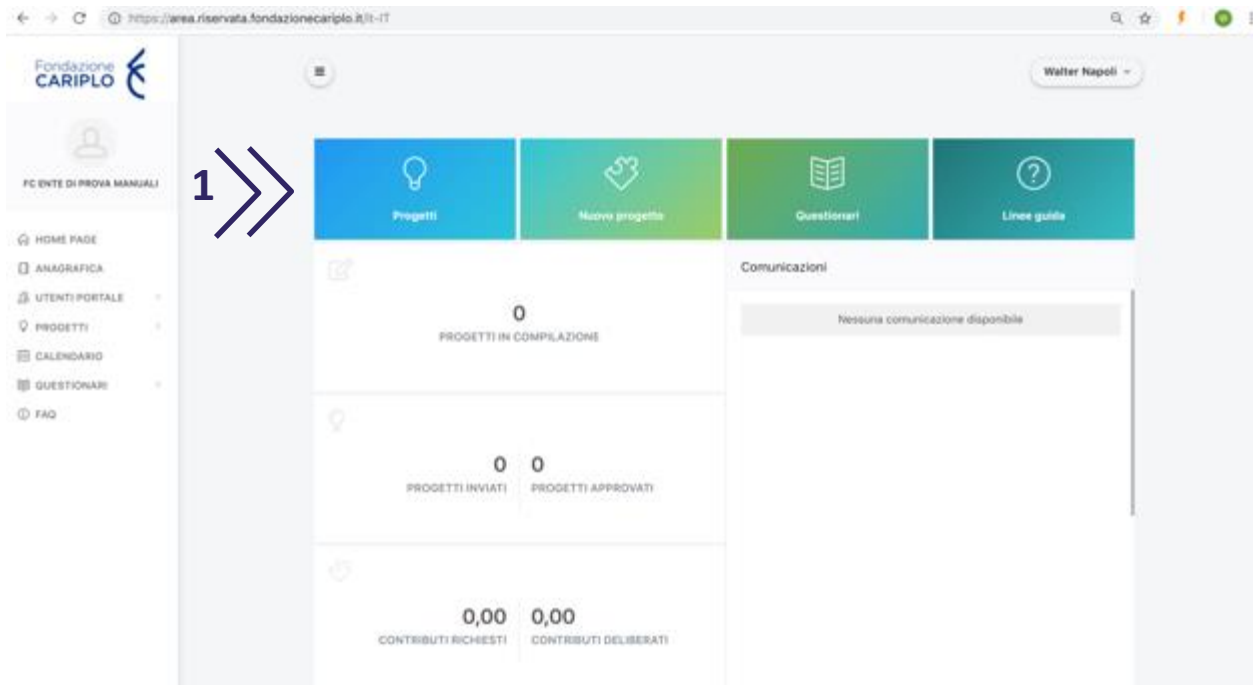 https://area.riservata.fondazionecariplo.it/it-IT
Fondazione
CARIPLO
Walter Napoli
FC ENTE DI PROVA MANUALI
HOME PAGE
ANAGRAFICA
UTENTI PORTALE
PROGETTI
CALENDARIO
QUESTIONARI
FAQ
1
Progetti
Nuovo progetto
Questionari
Linee guida
0
PROGETTI IN COMPILAZIONE
Comunicazioni
Nessuna comunicazione disponibile
0 0
PROGETTI INVIATI PROGETTI APPROVATI
0,00 0,00
CONTRIBUTI RICHIESTI CONTRIBUTI DELIBERATI